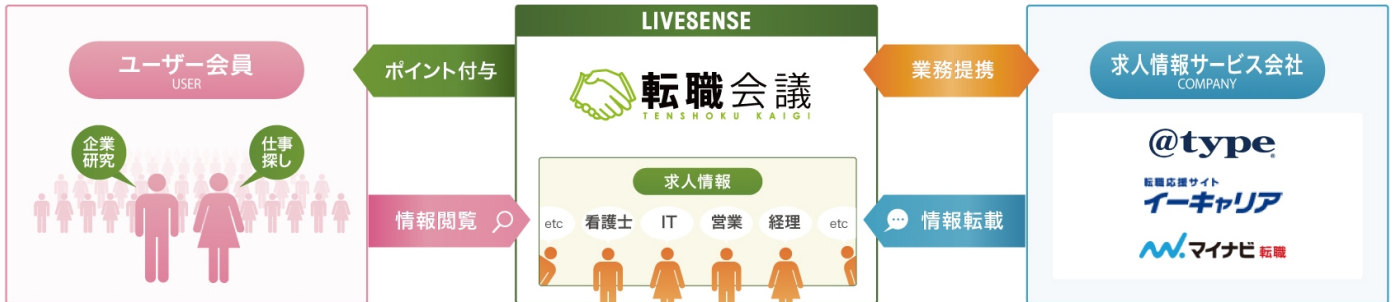 ユーザー会員
USER
企業
研究
仕事
探し
ポイント付与
情報閲覧
LIVESENSE
転職会議
TENSHOKU KAIGI
求人情報
etc 看護士 IT 営業 経理 etc
業務提携
情報転載
求人情報サービス会社
COMPANY
@type
転職応援サイト
イーキャリア
マイナビ転職